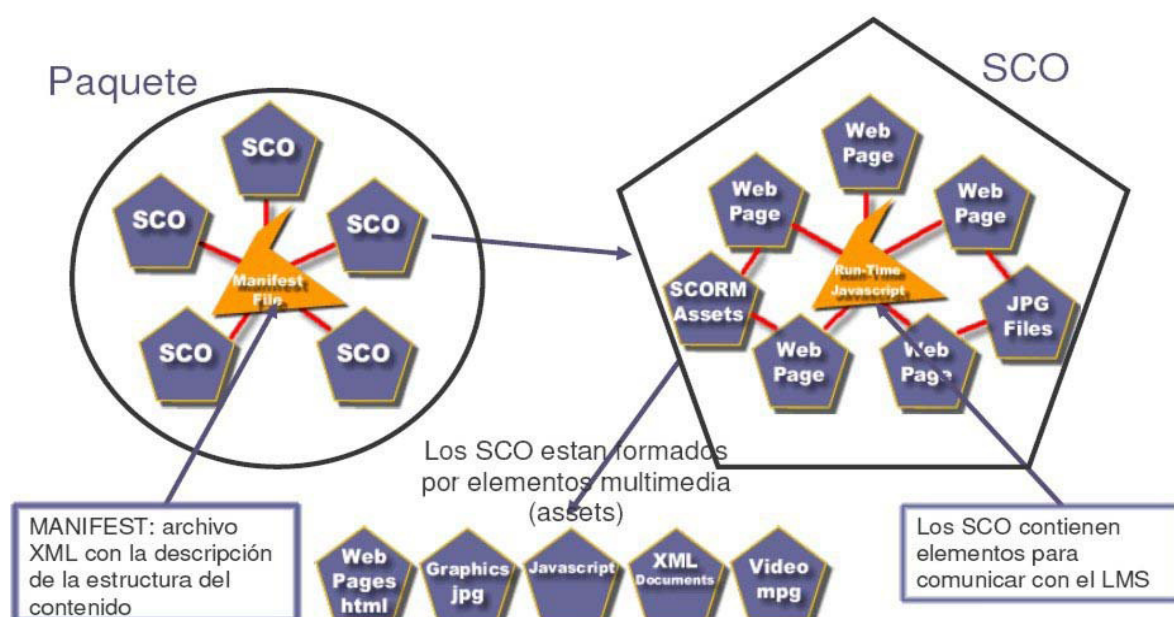 Paquete
SCO
SCO
SCO
SCO
Manifest
File
SCO
SCO
SCO
Web
Page
Web
Page
Web
Page
Run-Time
Javascript
SCORM
Assets
JPG
Files
Web
Page
Web
Page
Los SCO estan formados
por elementos multimedia
(assets)
MANIFEST: archivo
XML con la descripción
de la estructura del
contenido
Web
Pages
html
Graphics
jpg
Javascript
XML
Documents
Video
mpg
Los SCO contienen
elementos para
comunicar con el LMS